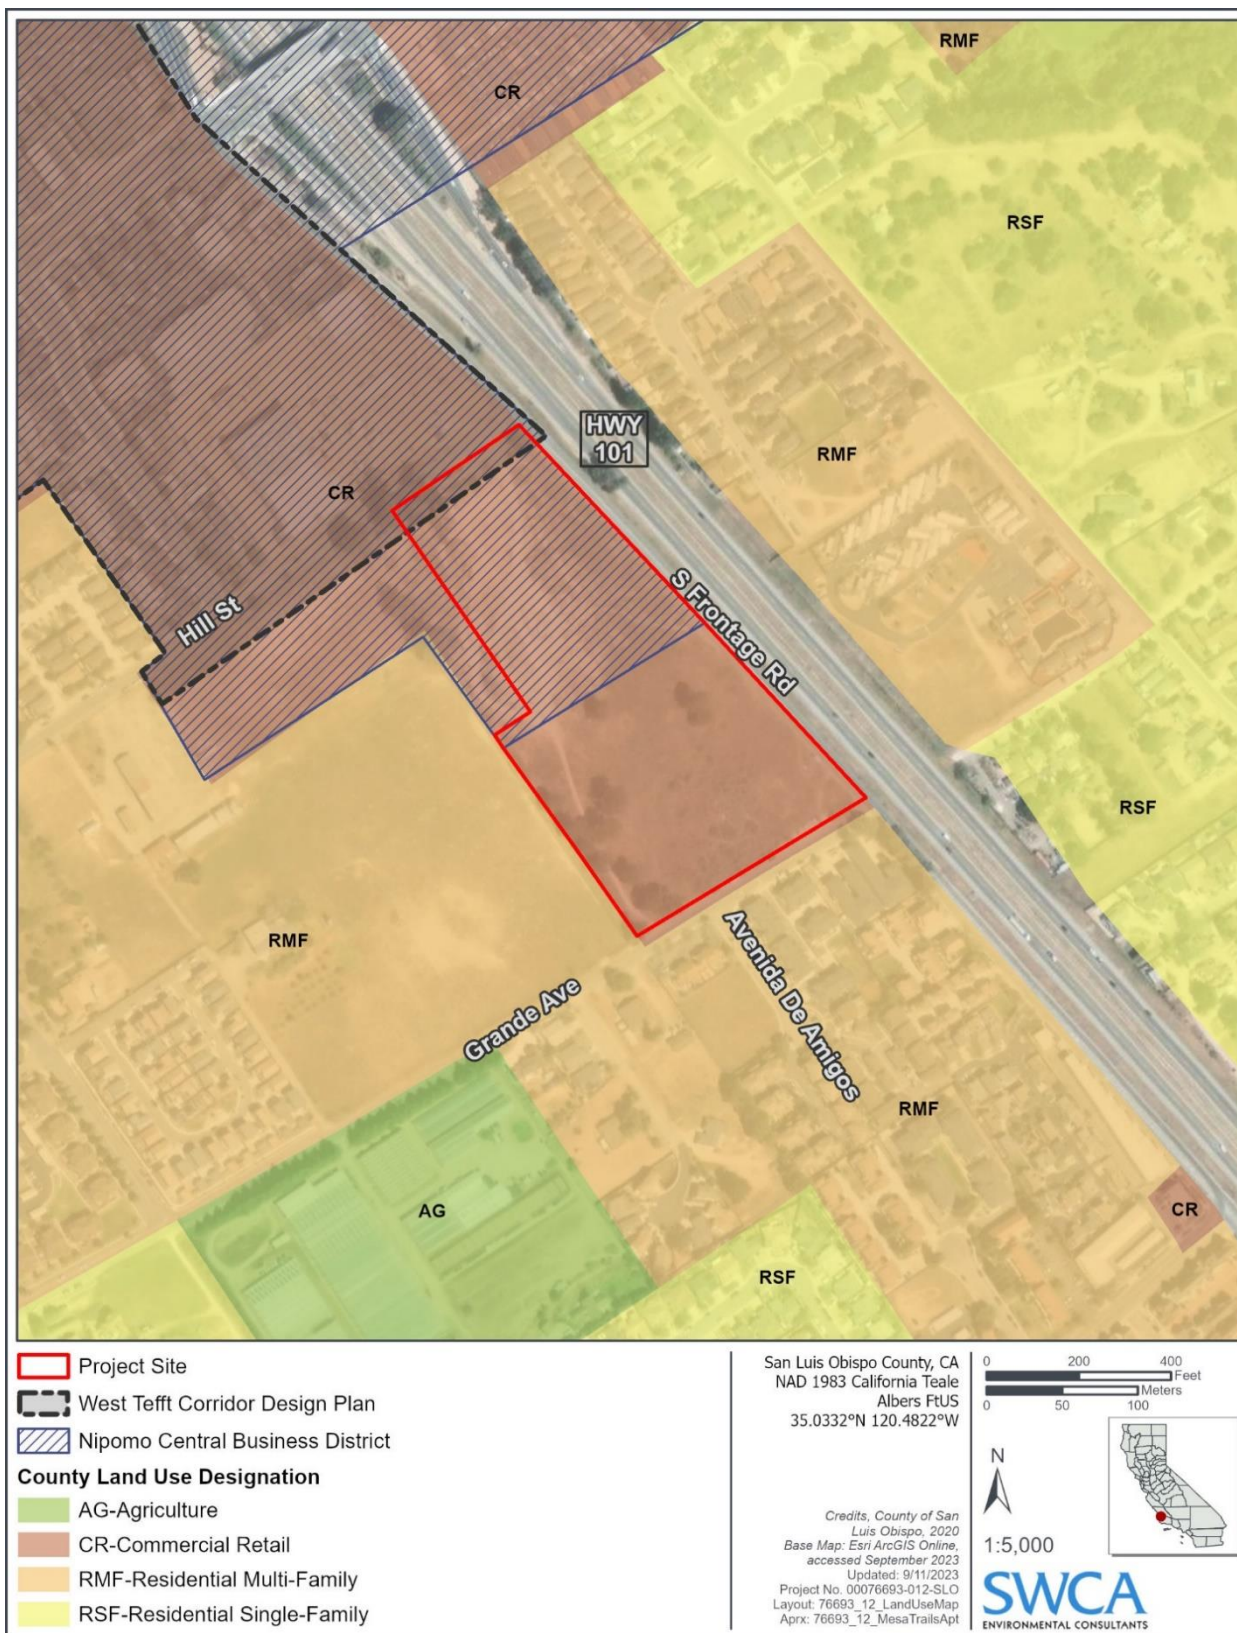 RMF
CR
RSF
HWY
101
RMF
CR
S Frontage Rd
Hill St
RSF
RMF
Avenida De Amigos
Grande Ave
RMF
AG
CR
RSF
Project Site
West Tefft Corridor Design Plan
Nipomo Central Business District
County Land Use Designation
AG-Agriculture
CR-Commercial Retail
RMF-Residential Multi-Family
RSF-Residential Single-Family
San Luis Obispo County, CA
NAD 1983 California Teale
Albers FtUS
35.0332°N 120.4822°W
Credits, County of San
Luis Obispo, 2020
Base Map: Esri ArcGIS Online,
accessed September 2023
Updated: 9/11/2023
Project No. 00076693-012-SLO
Layout: 76693_12_LandUseMap
Aprx: 76693_12_MesaTrailsApt
0 200 400
Feet
Meters
0 50 100
N
1:5,000
SWCA
ENVIRONMENTAL CONSULTANTS